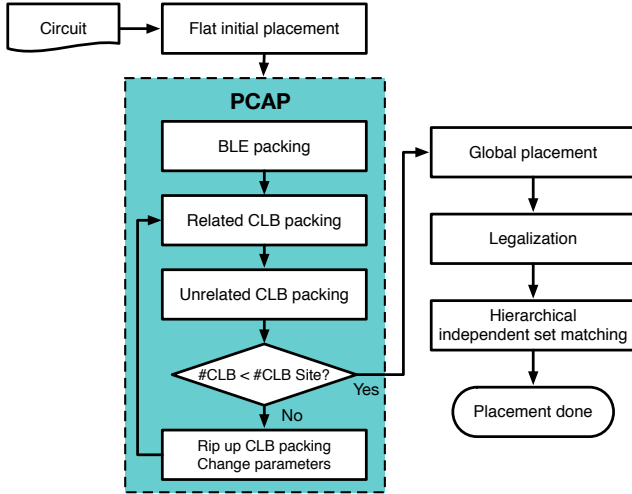 Circuit
Flat initial placement
PCAP
BLE packing
Related CLB packing
Unrelated CLB packing
#CLB < #CLB Site?
Yes
No
Rip up CLB packing
Change parameters
Global placement
Legalization
Hierarchical
independent set matching
Placement done